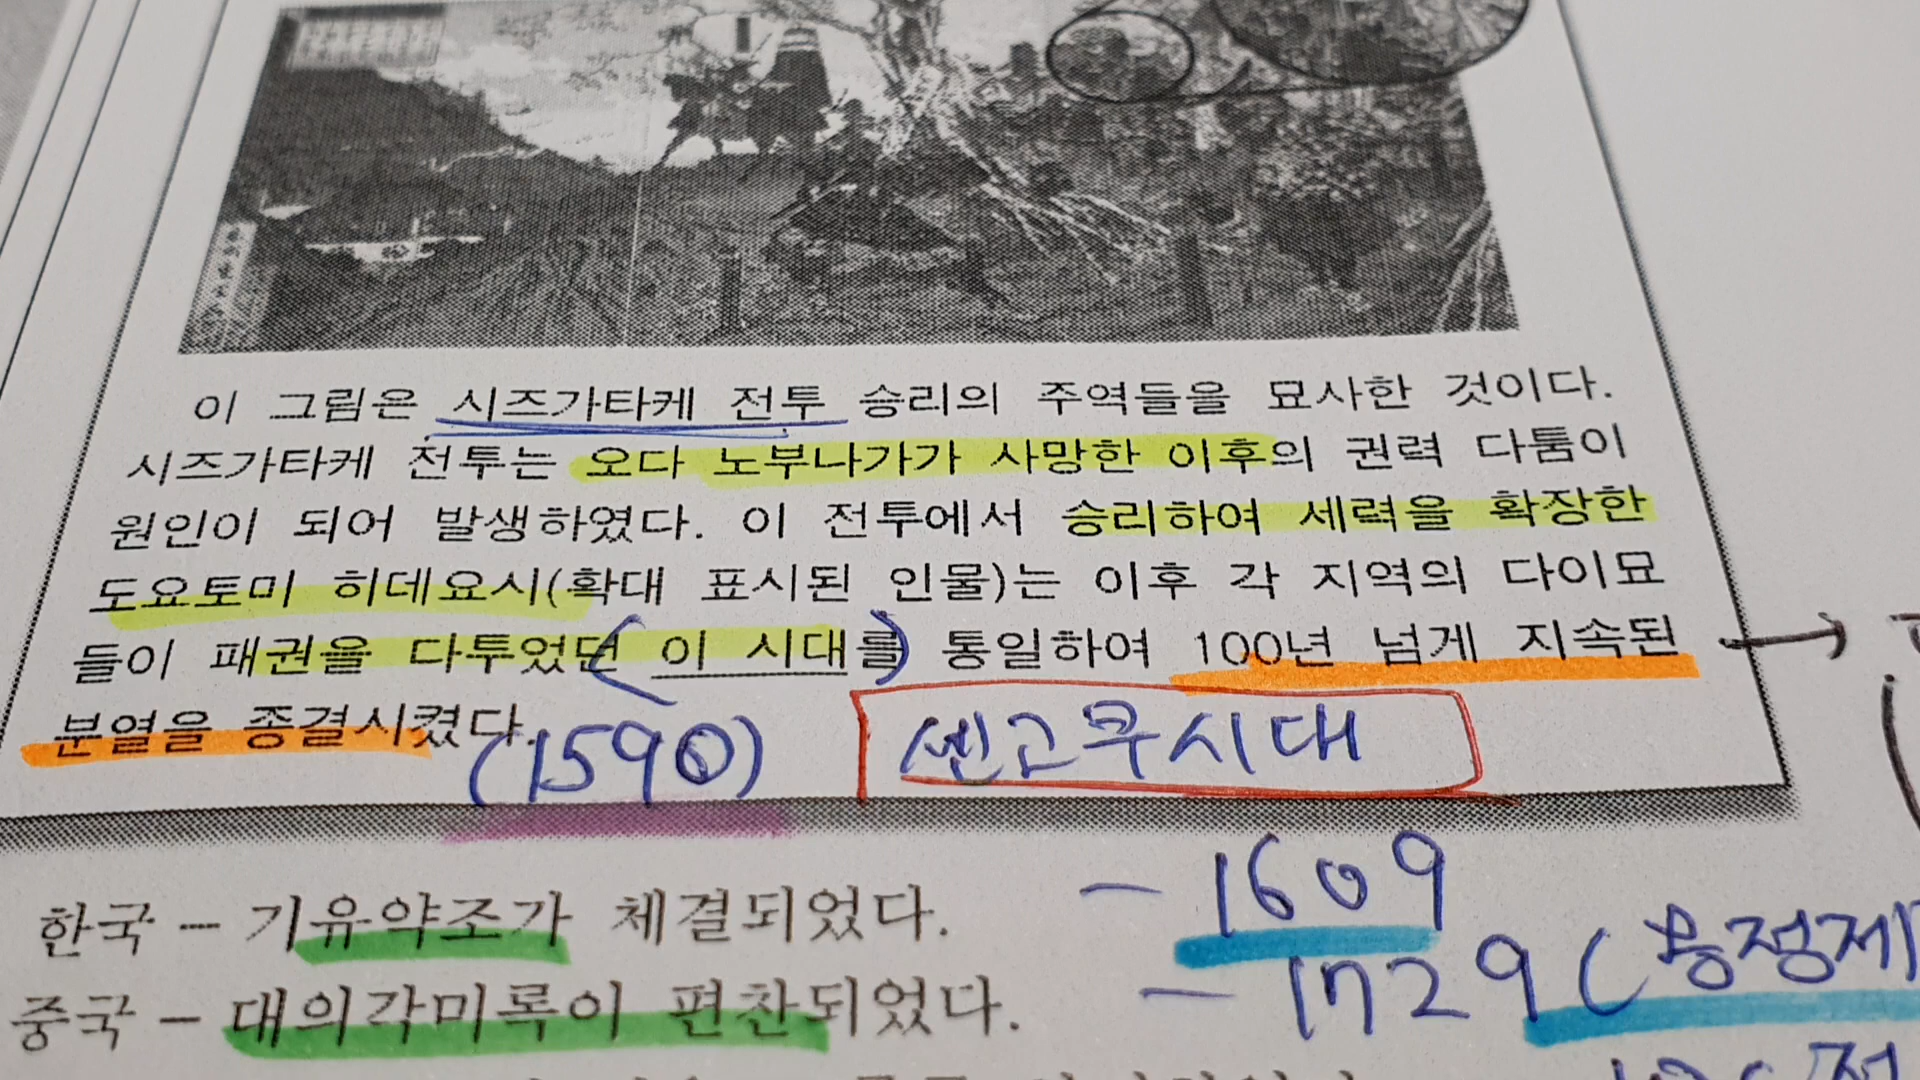 이 그림은 시즈가타케 전투 승리의 주역들을 묘사한 것이다.
시즈가타케 전투는 오다 노부나가가 사망한 이후의 권력 다툼이
원인이 되어 발생하였다. 이 전투에서 승리하여 세력을 확장한
도요토미 히데요시(확대 표시된 인물)는 이후 각 지역의 다이묘
들이 패권을 다투었던 이 시대를 통일하여 100년 넘게 지속된
분열을 종결시켰다.
(1590) 센고쿠시대
한국 - 기유약조가 체결되었다. - 1609
중국 - 대의각미록이 편찬되었다. - 1729 (옹정제